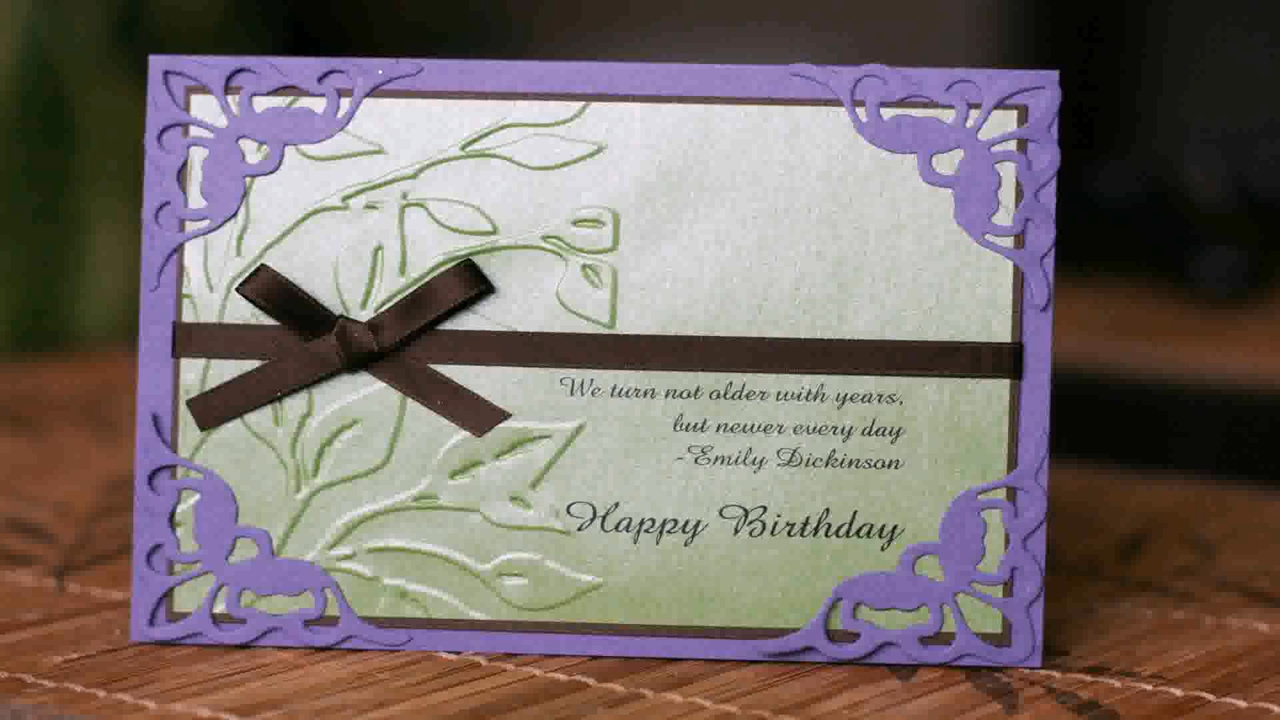 We turn not older with years,
but newer every day
-Emily Dickinson
Happy Birthday